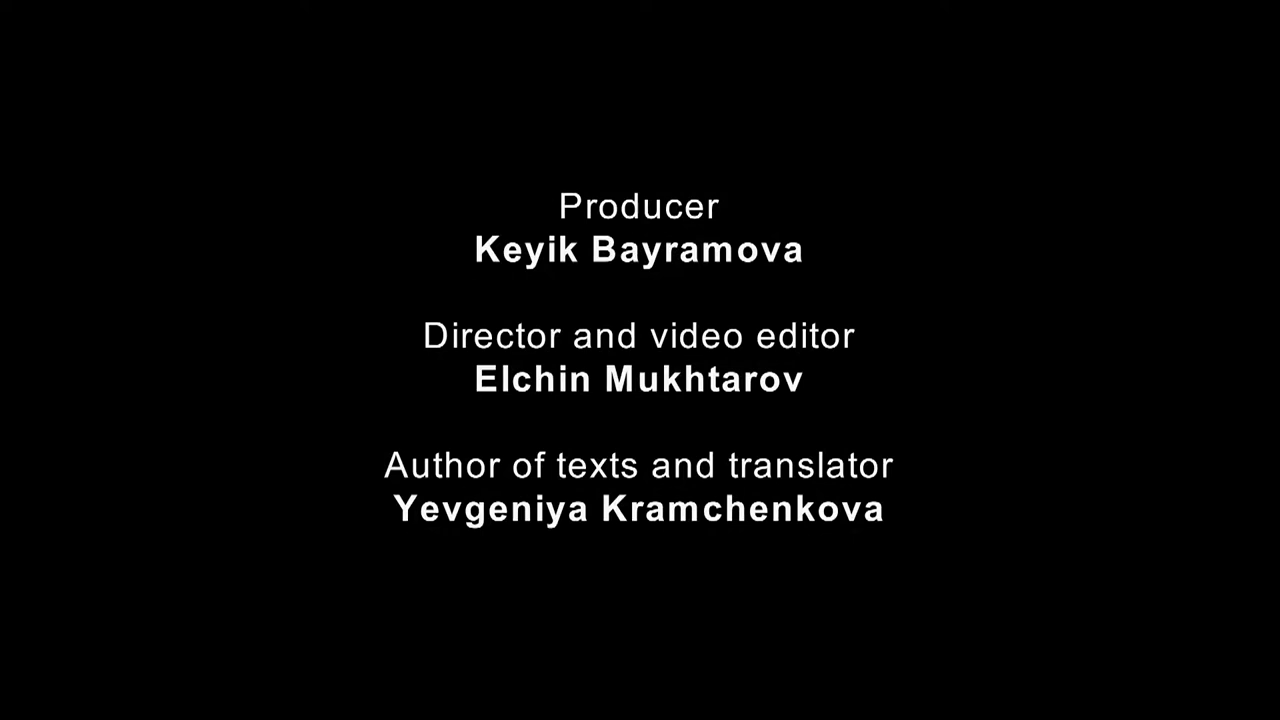 Producer
Keyik Bayramova
Director and video editor
Elchin Mukhtarov
Author of texts and translator
Yevgeniya Kramchenkova